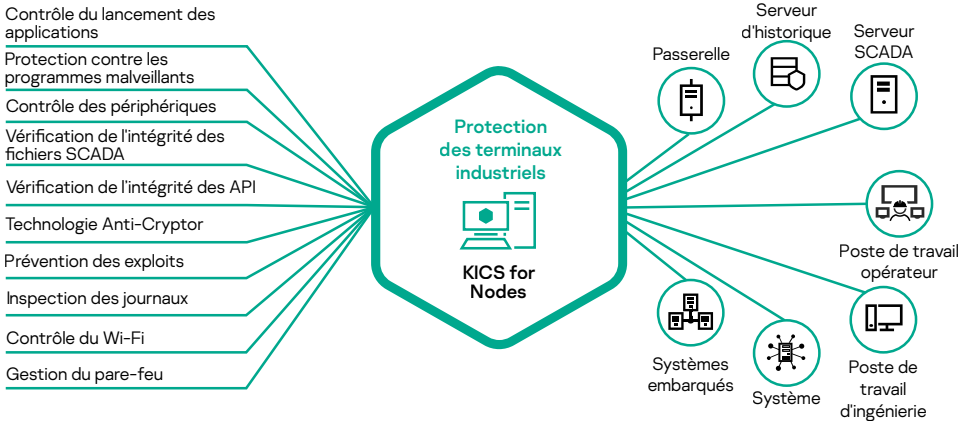 Contrôle du lancement des
applications
Protection contre les
programmes malveillants
Contrôle des périphériques
Vérification de l'intégrité des
fichiers SCADA
Vérification de l'intégrité des API
Technologie Anti-Cryptor
Prévention des exploits
Inspection des journaux
Contrôle du Wi-Fi
Gestion du pare-feu
Protection
des terminaux
industriels
KICS for
Nodes
Passerelle
Serveur
d'historique
Serveur
SCADA
Poste de travail
opérateur
Poste de
travail
d'ingénierie
Système
Systèmes
embarqués